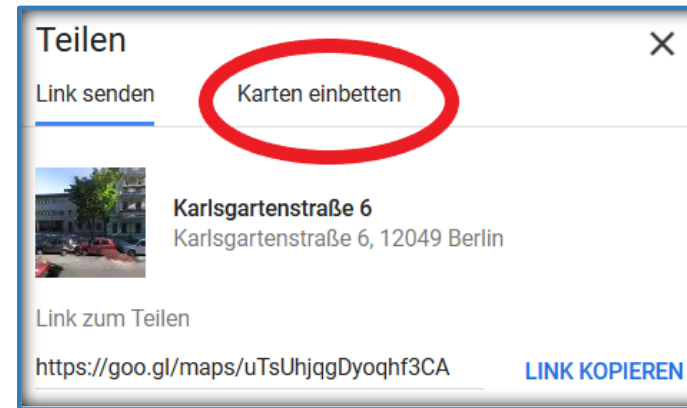 Teilen
Link senden
Karten einbetten
Karlsgartenstraße 6
Karlsgartenstraße 6, 12049 Berlin
Link zum Teilen
https://goo.gl/maps/uTsUhjqgDyoqhf3CA
LINK KOPIEREN